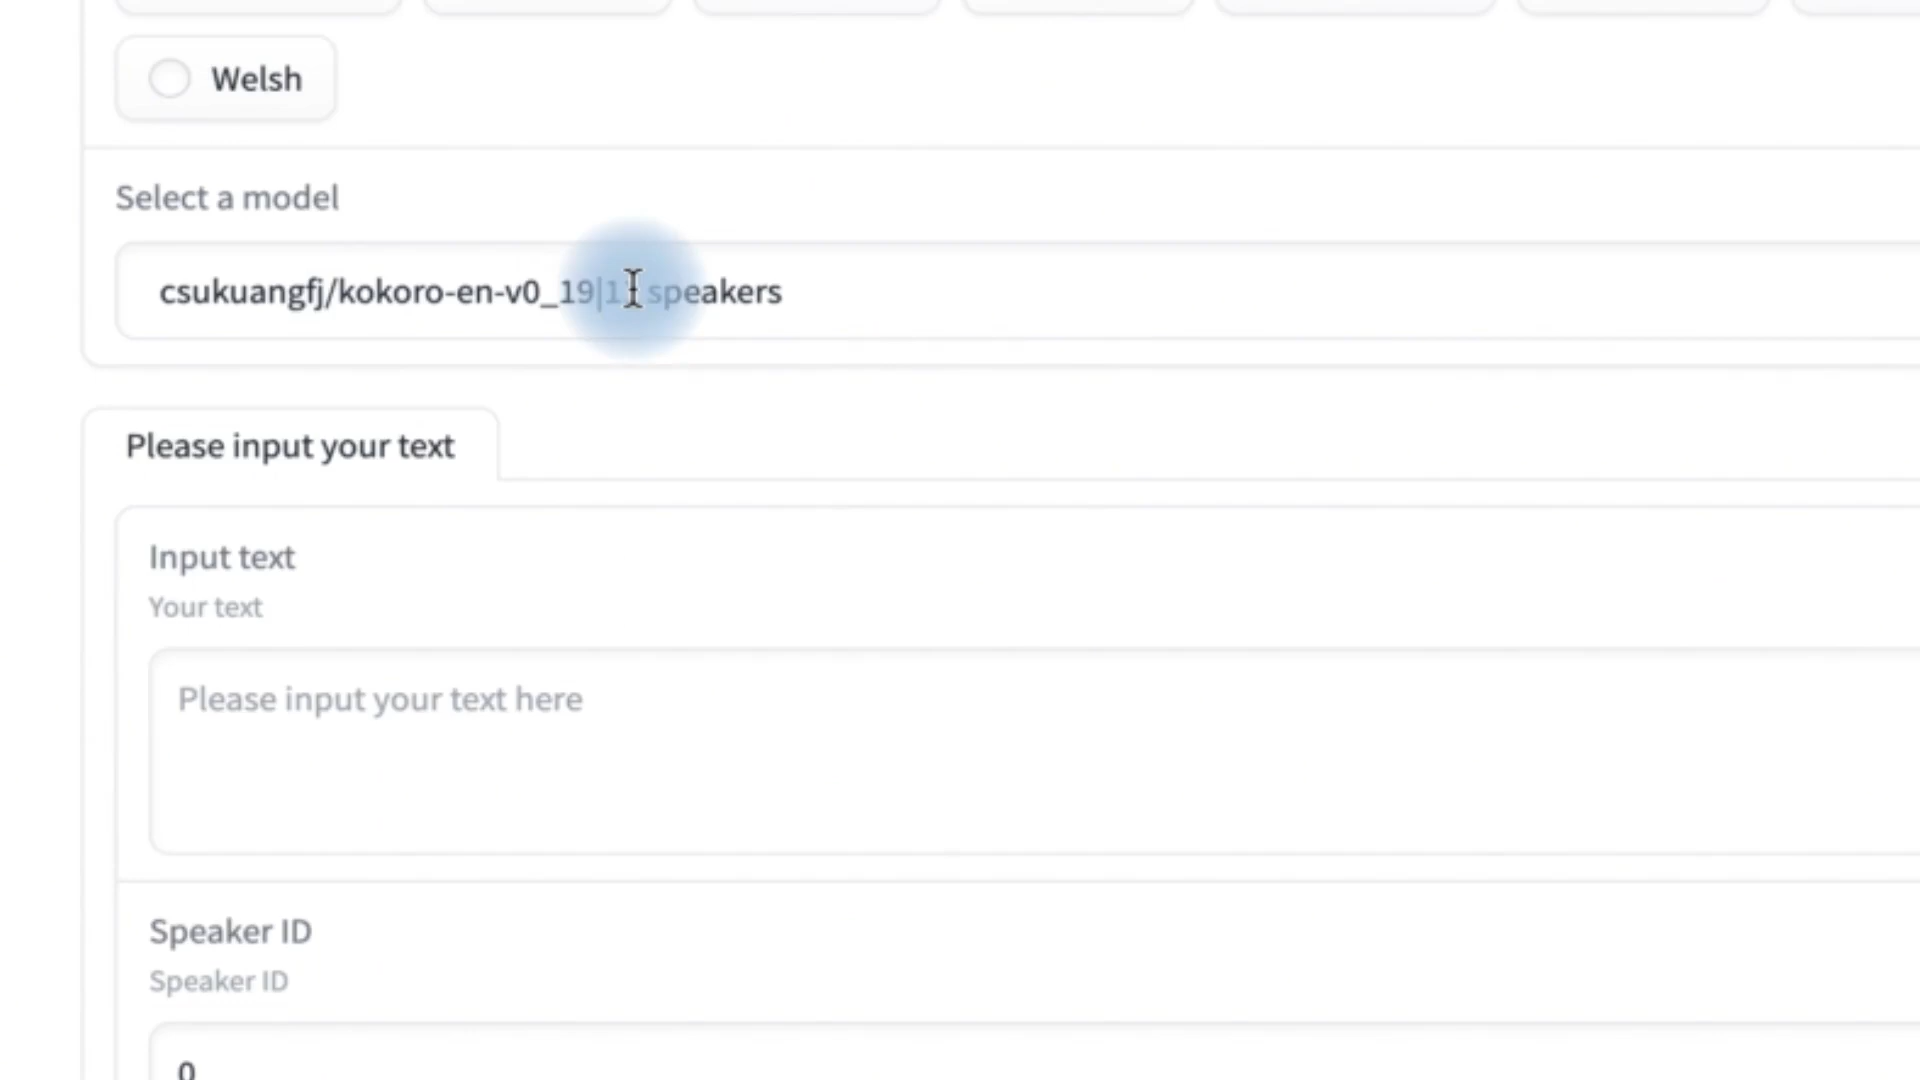 Welsh
Select a model
csukuangfj/kokoro-en-v0_19|1 speakers
Please input your text
Input text
Your text
Please input your text here
Speaker ID
Speaker ID
0